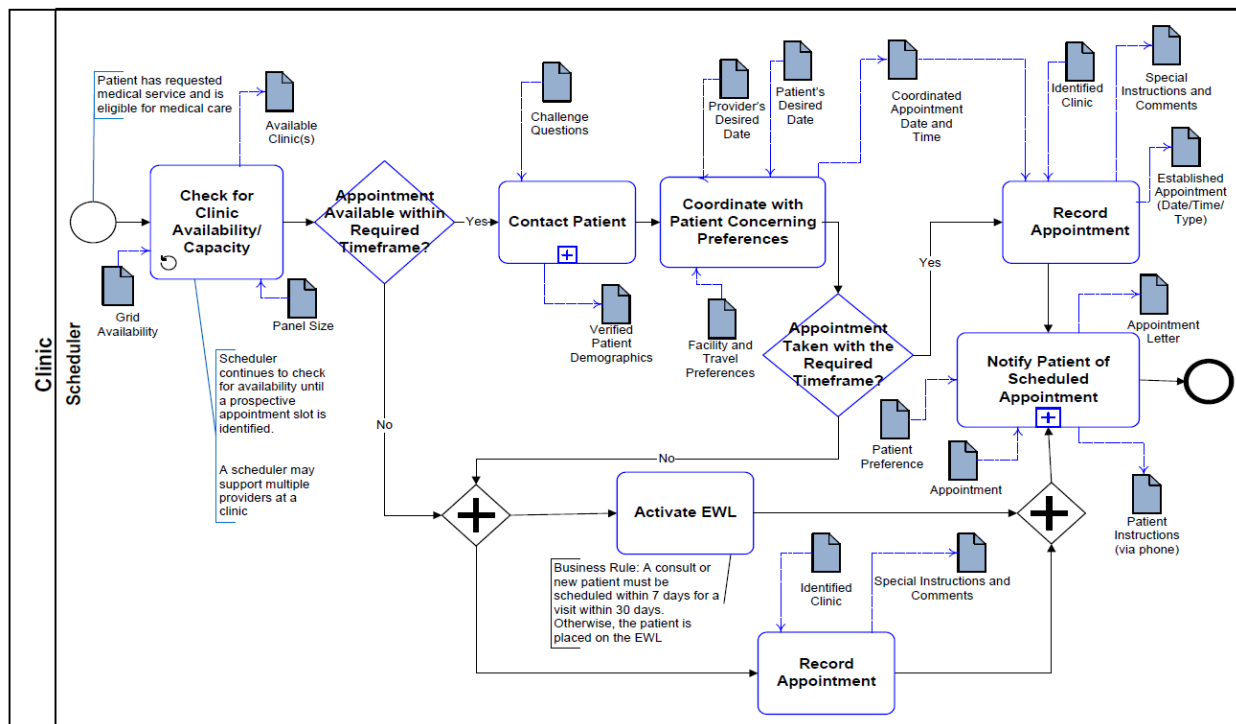 Clinic
Scheduler
Patient has requested
medical service and is
eligible for medical care
Available
Clinic(s)
Check for
Clinic
Availability/
Capacity
Grid
Availability
Panel Size
Scheduler
continues to check
for availability until
a prospective
appointment slot is
identified.
A scheduler may
support multiple
providers at a
clinic
Appointment
Available within
Required
Timeframe?
Yes
No
Challenge
Questions
Contact Patient
Verified
Patient
Demographics
Provider's
Desired
Date
Patient's
Desired
Date
Coordinate with
Patient Concerning
Preferences
Facility and
Travel
Preferences
Coordinated
Appointment
Date and
Time
Appointment
Taken with the
Required
Timeframe?
Yes
No
Identified
Clinic
Special
Instructions and
Comments
Record
Appointment
Established
Appointment
(Date/Time/
Type)
Appointment
Letter
Notify Patient of
Scheduled
Appointment
Patient
Preference
Appointment
Patient
Instructions
(via phone)
Activate EWL
Business Rule: A consult or
new patient must be
scheduled within 7 days for a
visit within 30 days.
Otherwise, the patient is
placed on the EWL
Identified
Clinic
Special Instructions and
Comments
Record
Appointment